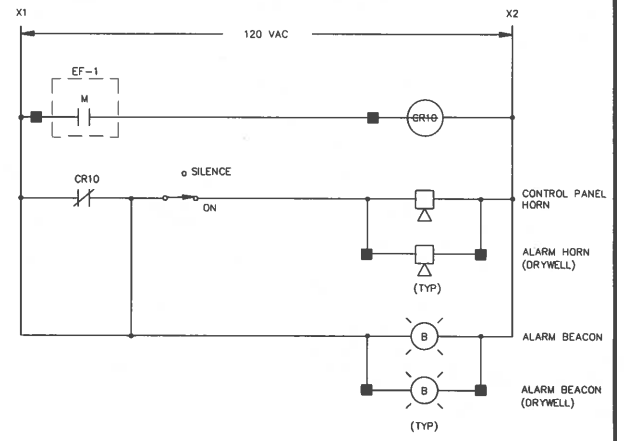 X1 X2
120 VAC
EF-1
M
CR10
CR10
SILENCE
ON
CONTROL PANEL
HORN
ALARM HORN
(DRYWELL)
(TYP)
B
ALARM BEACON
B
ALARM BEACON
(DRYWELL)
(TYP)